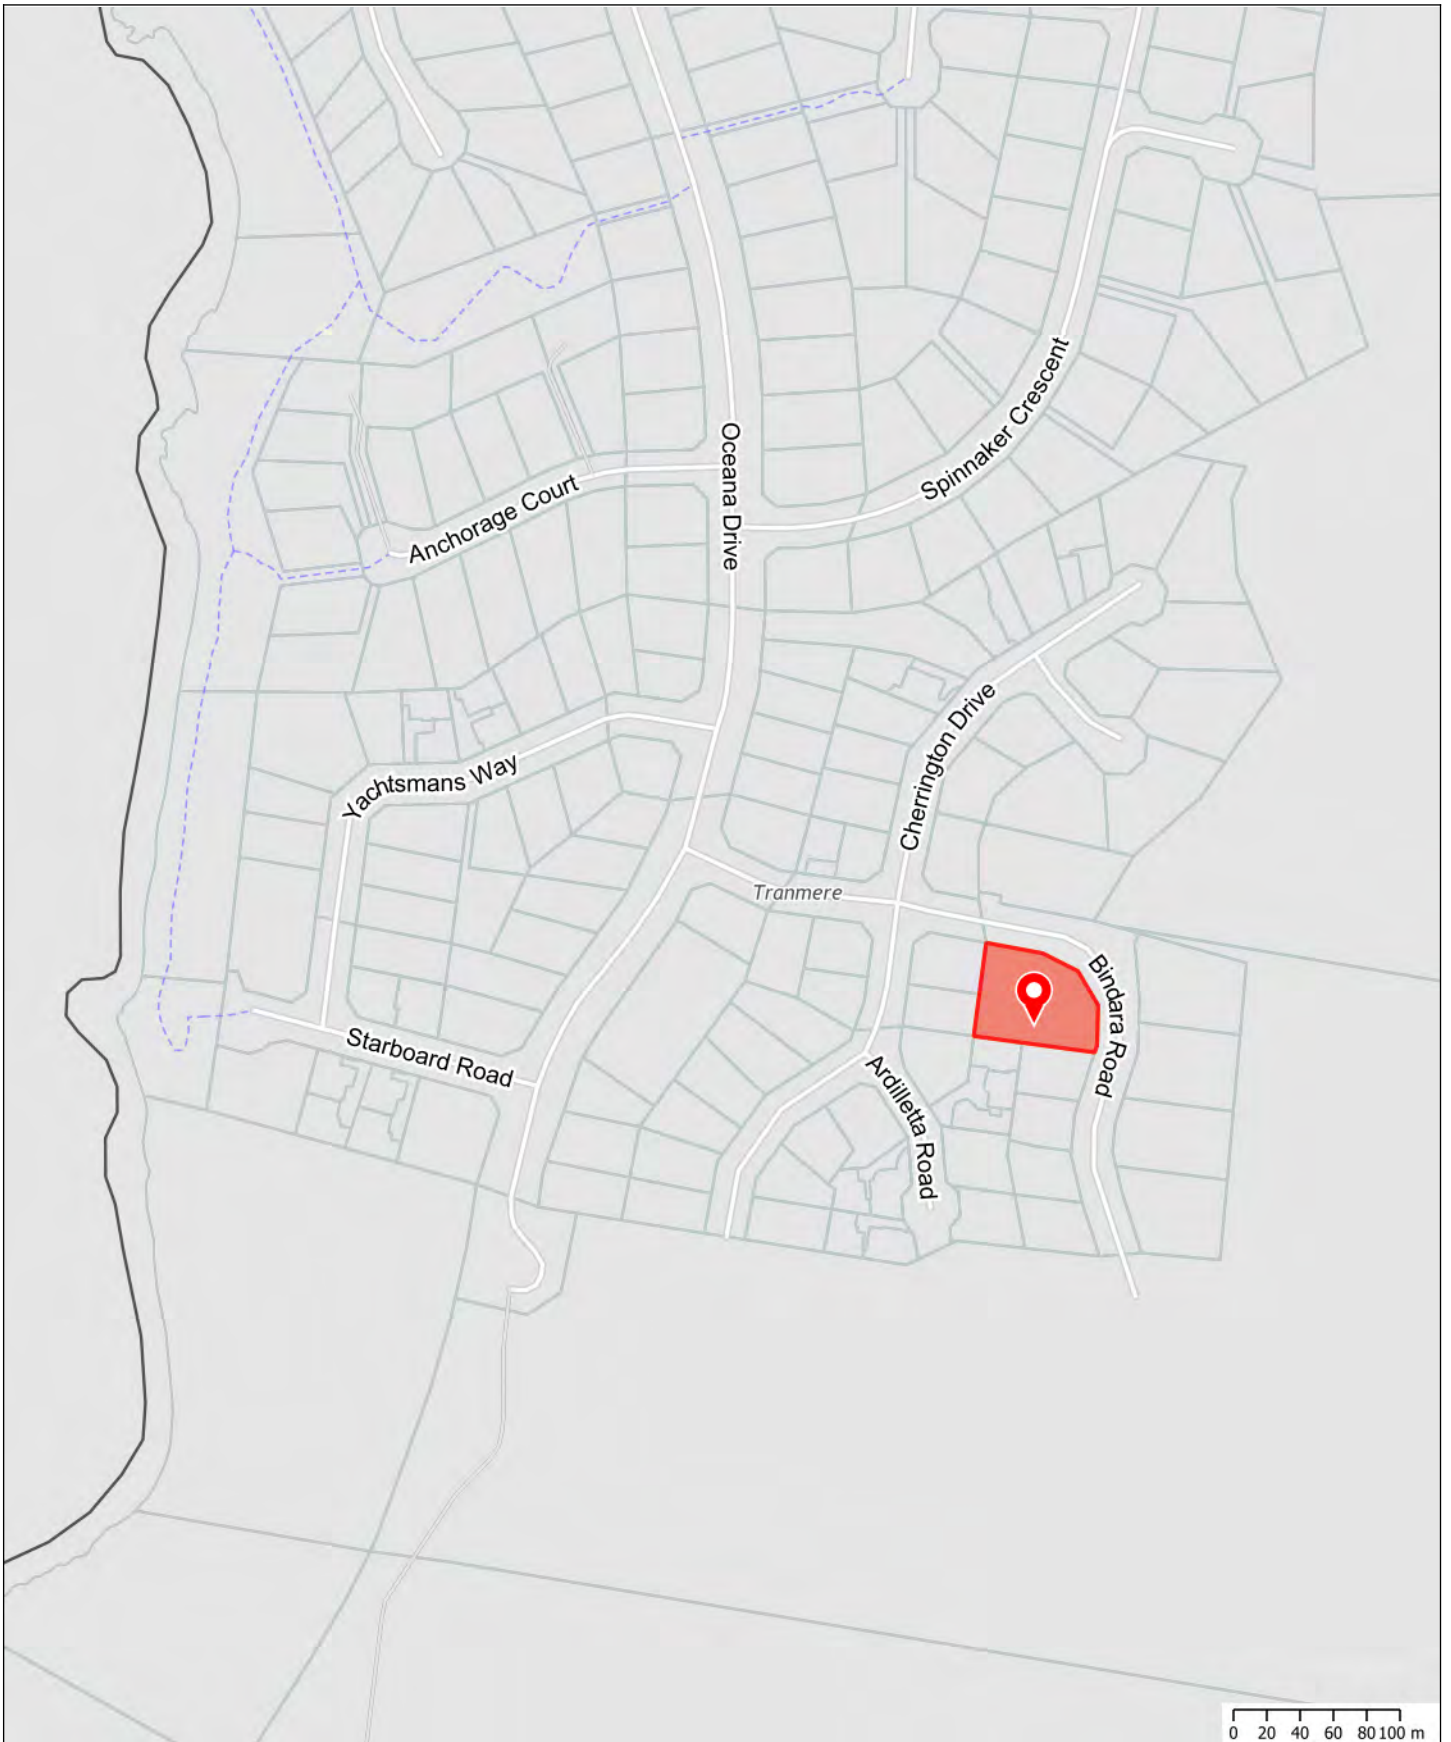 Oceana Drive
Spinnaker Crescent
Anchorage Court
Cherrington Drive
Yachtsmans Way
Tranmere
Bindara Road
Starboard Road
Ardilletta Road
0 20 40 60 80 100 m